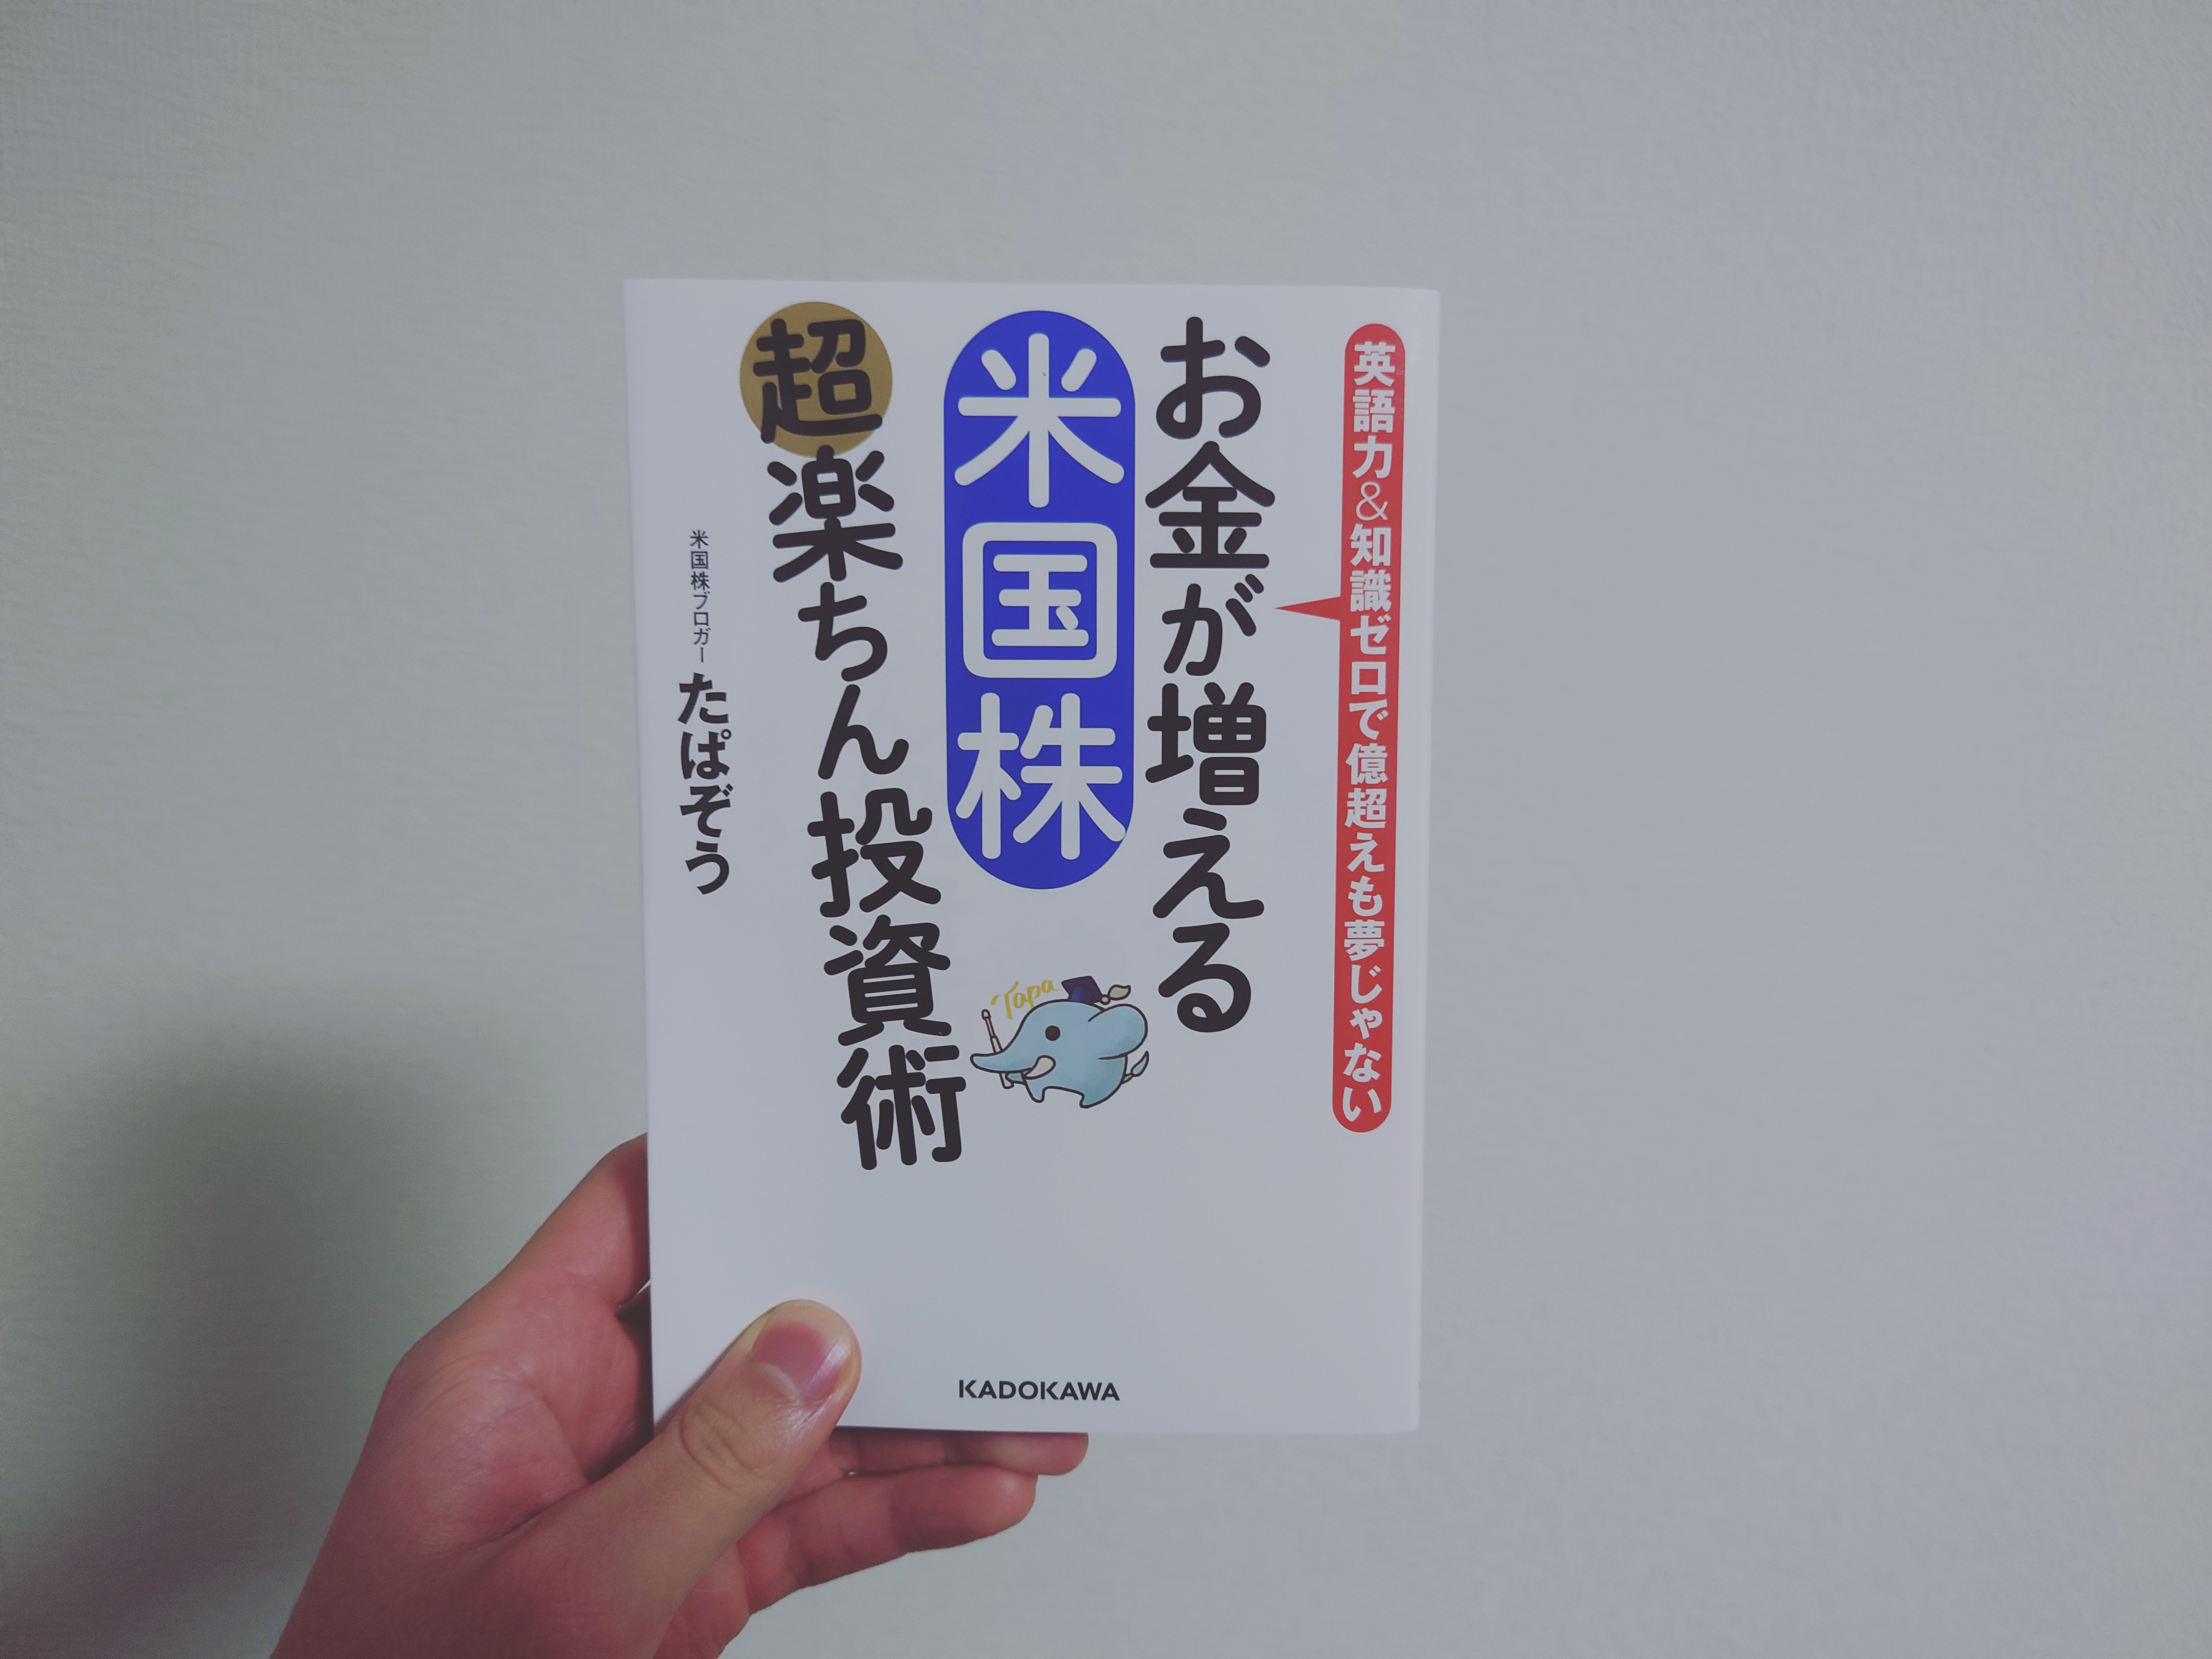 英語力&知識ゼロで億超えも夢じゃない
お金が増える
米国株
超楽ちん投資術
米国株ブロガー たぱぞう
Tapa
KADOKAWA